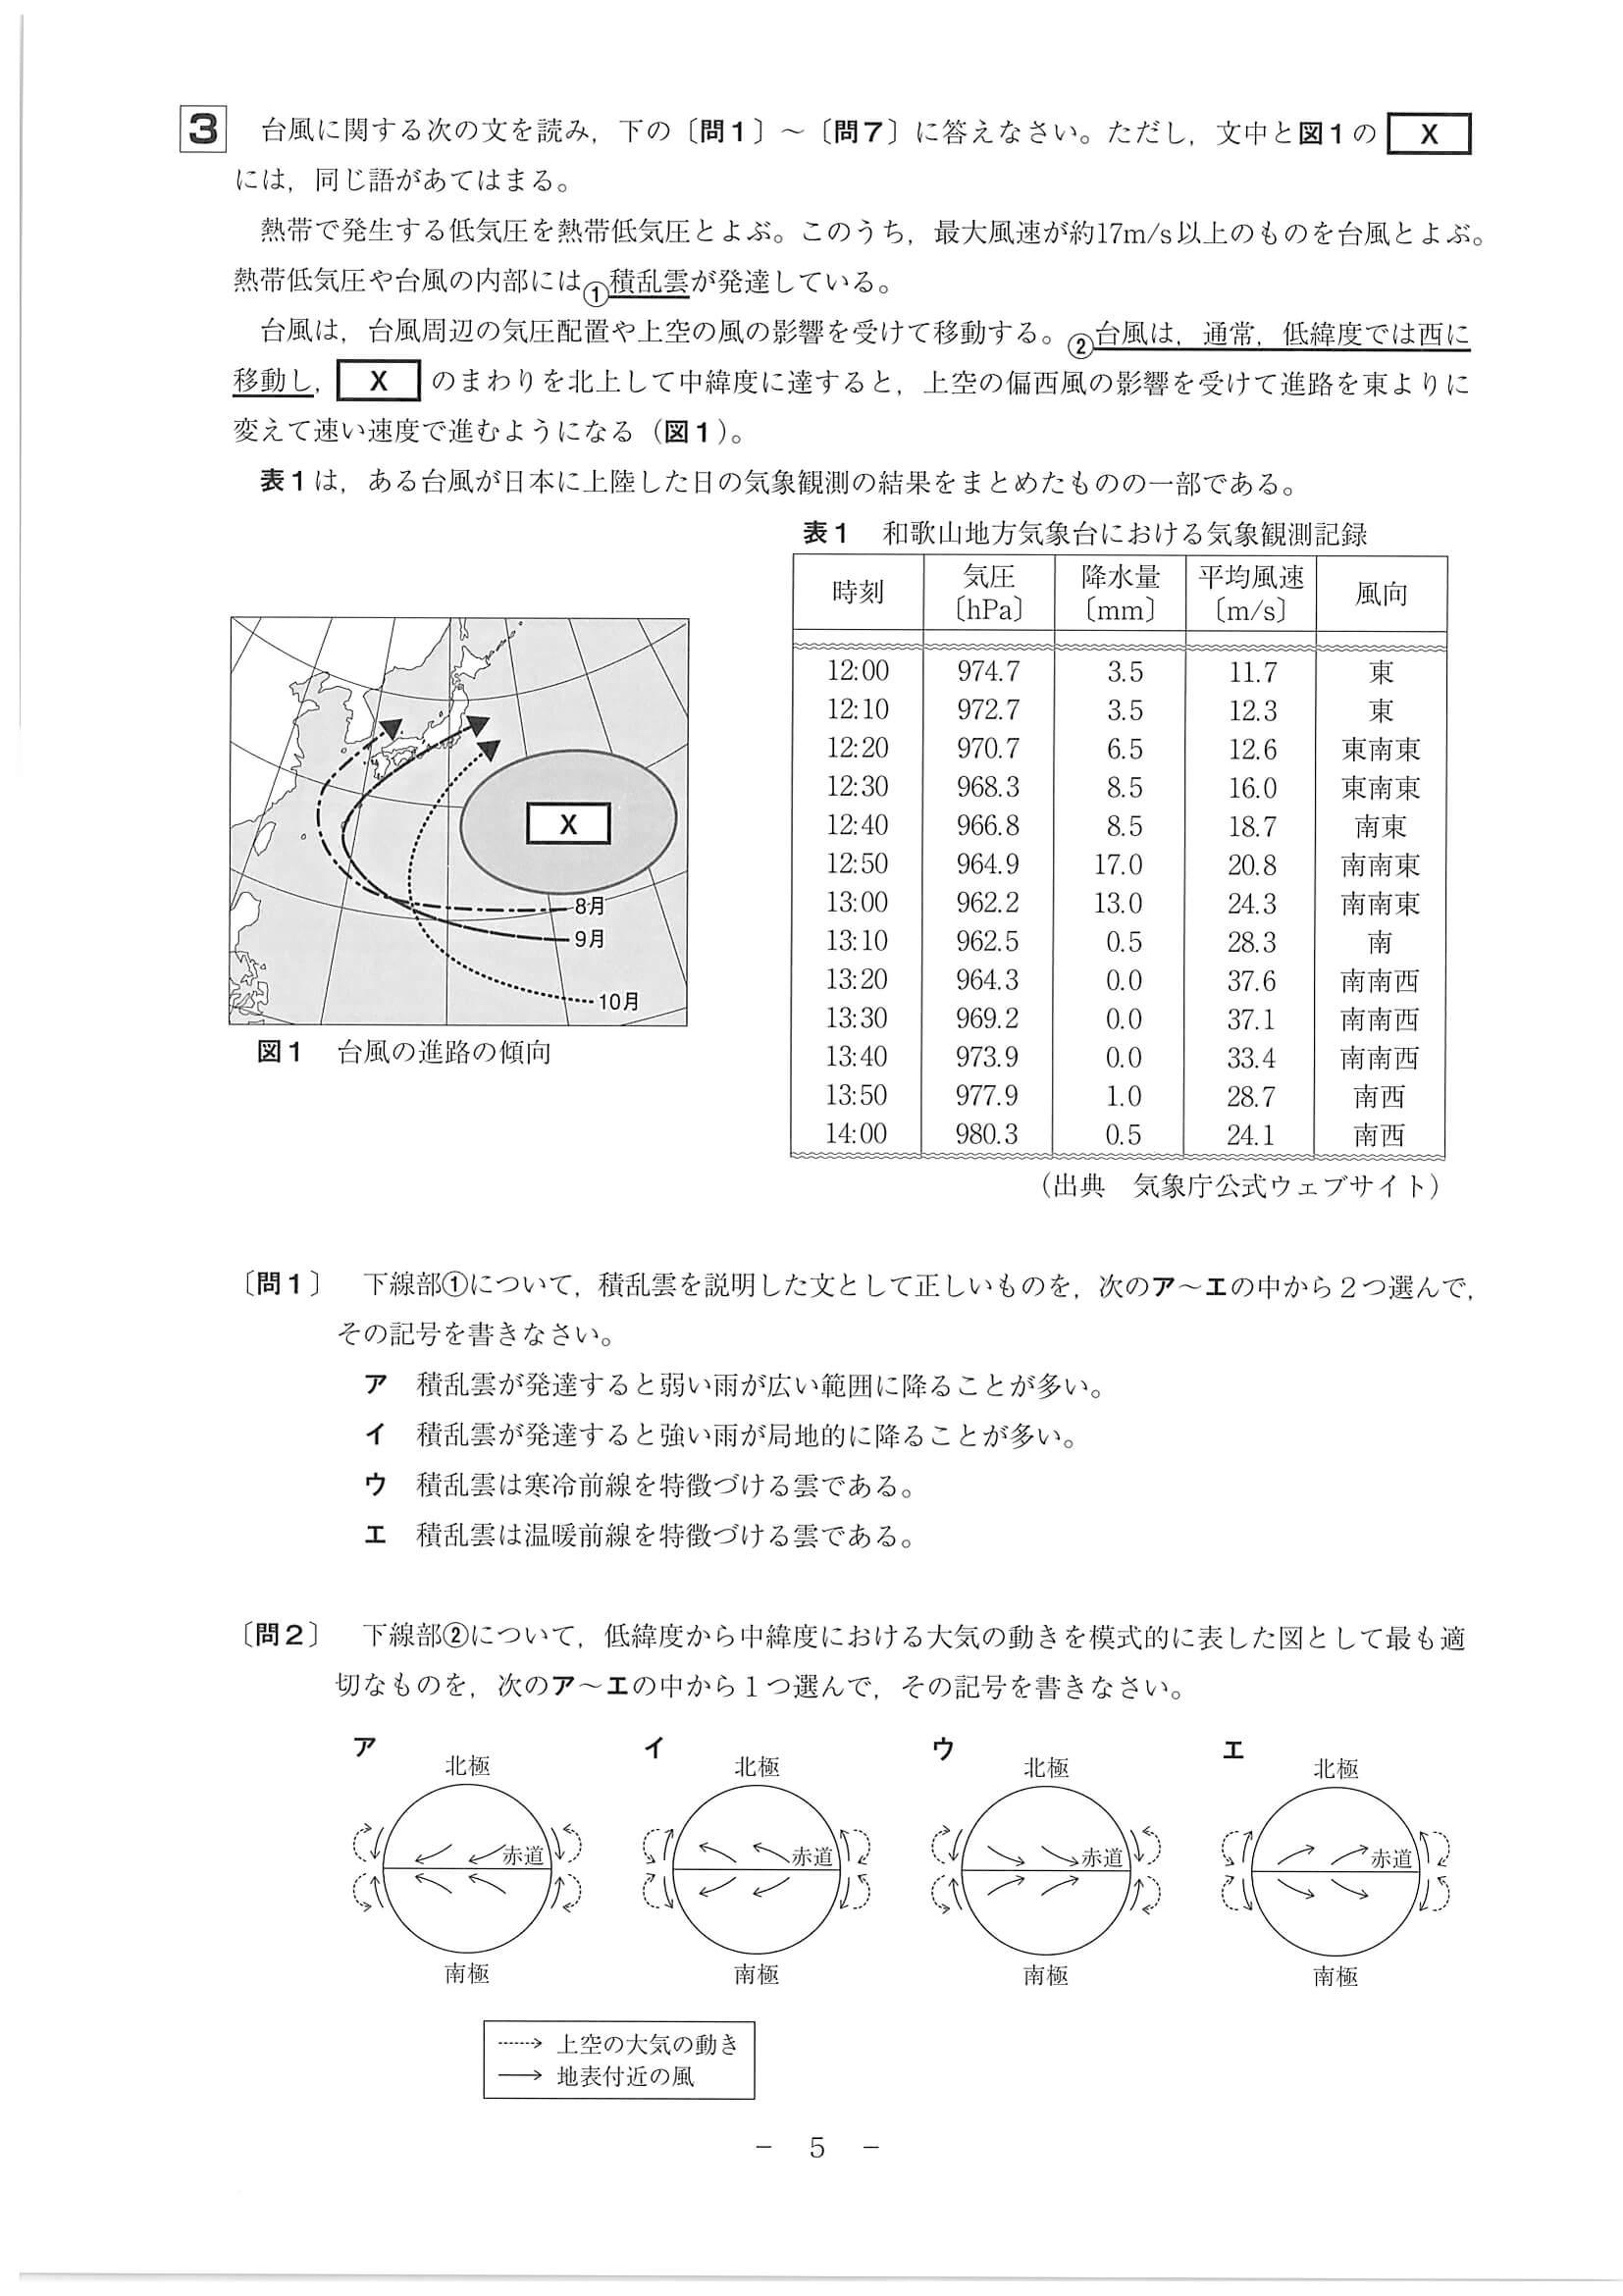 3 台風に関する次の文を読み，下の〔問１〕～〔問７〕に答えなさい。ただし，文中と図１の X
には，同じ語があてはまる。
熱帯で発生する低気圧を熱帯低気圧とよぶ。このうち，最大風速が約17m/s以上のものを台風とよぶ。
熱帯低気圧や台風の内部には①積乱雲が発達している。
台風は，台風周辺の気圧配置や上空の風の影響を受けて移動する。②台風は，通常，低緯度では西に
移動し， X のまわりを北上して中緯度に達すると，上空の偏西風の影響を受けて進路を東よりに
変えて速い速度で進むようになる（図１）。
表１は，ある台風が日本に上陸した日の気象観測の結果をまとめたものの一部である。
X
8月
9月
10月
図１ 台風の進路の傾向
表１ 和歌山地方気象台における気象観測記録
時刻 気圧〔hPa〕 降水量〔mm〕 平均風速〔m/s〕 風向
12:00 974.7 3.5 11.7 東
12:10 972.7 3.5 12.3 東
12:20 970.7 6.5 12.6 東南東
12:30 968.3 8.5 16.0 東南東
12:40 966.8 8.5 18.7 南東
12:50 964.9 17.0 20.8 南南東
13:00 962.2 13.0 24.3 南南東
13:10 962.5 0.5 28.3 南
13:20 964.3 0.0 37.6 南南西
13:30 969.2 0.0 37.1 南南西
13:40 973.9 0.0 33.4 南南西
13:50 977.9 1.0 28.7 南西
14:00 980.3 0.5 24.1 南西
（出典 気象庁公式ウェブサイト）
〔問１〕 下線部①について，積乱雲を説明した文として正しいものを，次のア～エの中から２つ選んで，
その記号を書きなさい。
ア 積乱雲が発達すると弱い雨が広い範囲に降ることが多い。
イ 積乱雲が発達すると強い雨が局地的に降ることが多い。
ウ 積乱雲は寒冷前線を特徴づける雲である。
エ 積乱雲は温暖前線を特徴づける雲である。
〔問２〕 下線部②について，低緯度から中緯度における大気の動きを模式的に表した図として最も適
切なものを，次のア～エの中から１つ選んで，その記号を書きなさい。
ア イ ウ エ
北極 北極 北極 北極
赤道 赤道 赤道 赤道
南極 南極 南極 南極
上空の大気の動き
地表付近の風
－ 5 －